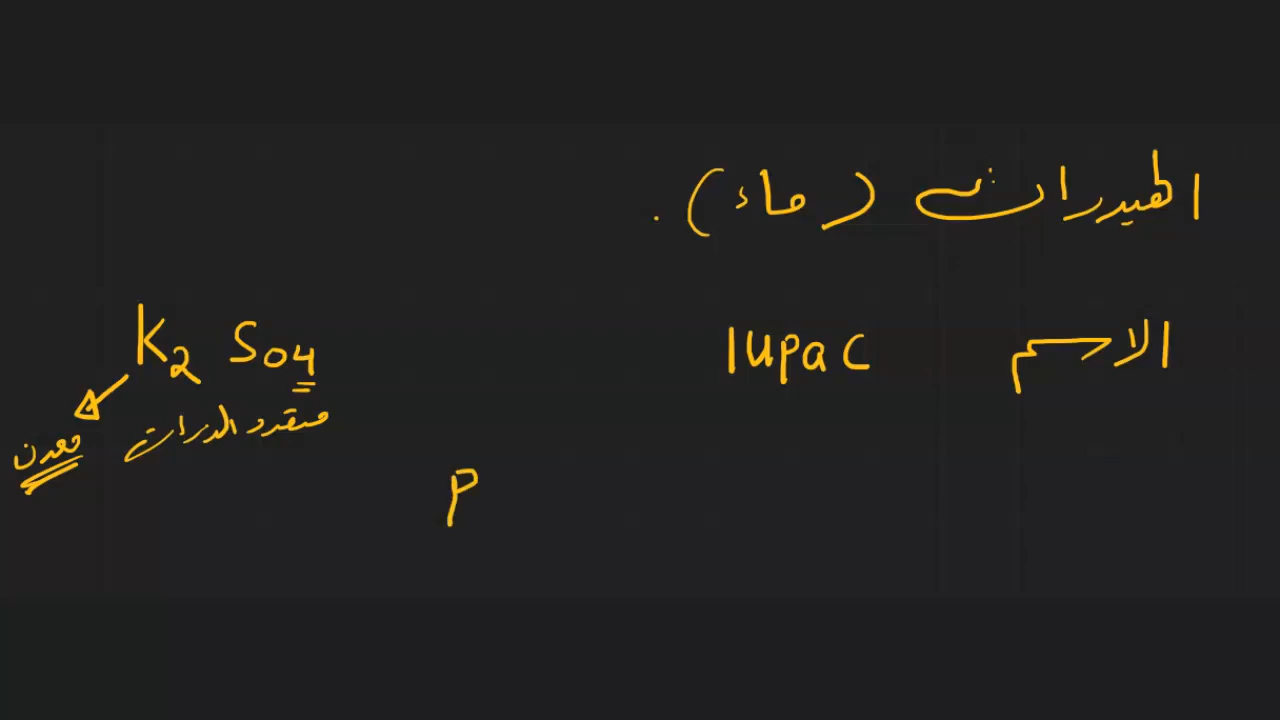 الهيدرات (ماء).
الاسم IUPaC
K2 SO4
معدن متعدد الذرات
P